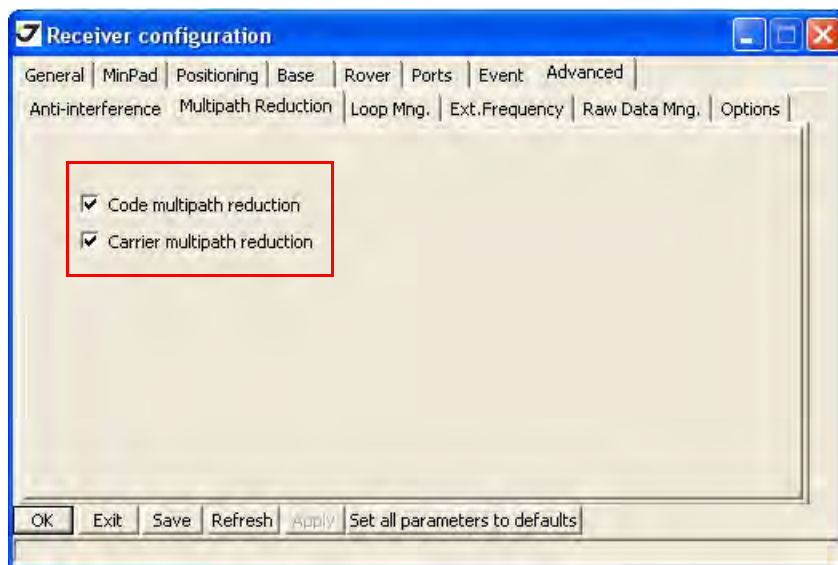 Receiver configuration
General MinPad Positioning Base Rover Ports Event Advanced
Anti-interference Multipath Reduction Loop Mng. Ext.Frequency Raw Data Mng. Options
Code multipath reduction
Carrier multipath reduction
OK Exit Save Refresh Apply Set all parameters to defaults